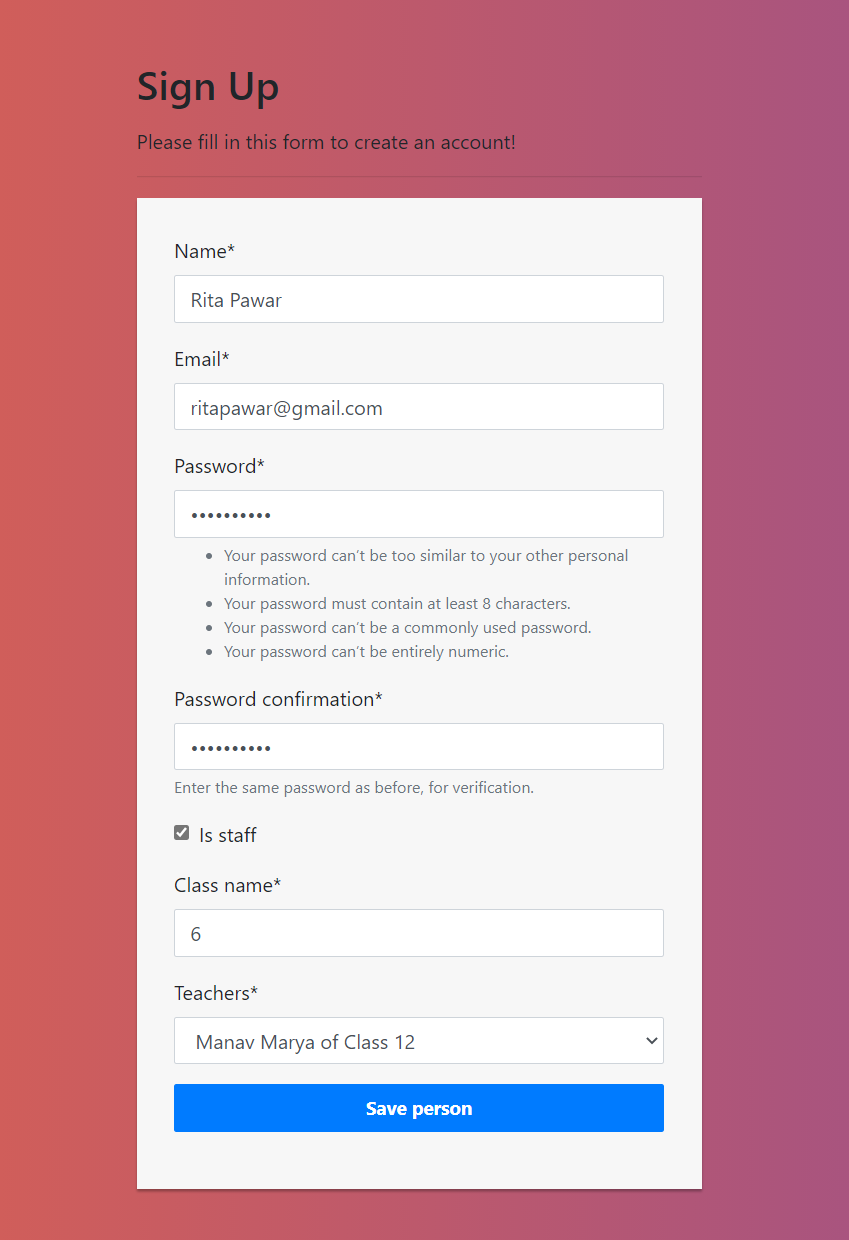 Sign Up
Please fill in this form to create an account!
Name*
Rita Pawar
Email*
ritapawar@gmail.com
Password*
••••••••••
• Your password can’t be too similar to your other personal
information.
• Your password must contain at least 8 characters.
• Your password can’t be a commonly used password.
• Your password can’t be entirely numeric.
Password confirmation*
••••••••••
Enter the same password as before, for verification.
Is staff
Class name*
6
Teachers*
Manav Marya of Class 12
Save person